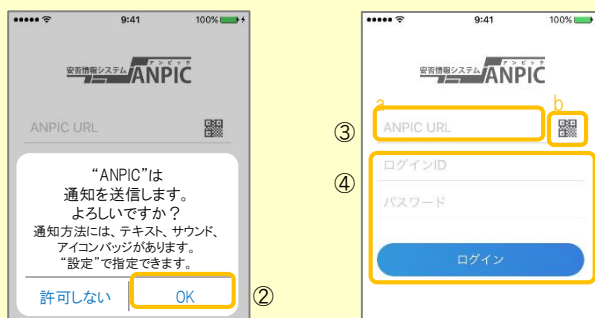 9:41
100%
安否情報システム
アンピック
ANPIC
ANPIC URL
“ANPIC”は
通知を送信します。
よろしいですか？
通知方法には、テキスト、サウンド、
アイコンバッジがあります。
“設定”で指定できます。
許可しない
OK
②
9:41
100%
安否情報システム
アンピック
ANPIC
a
b
③
ANPIC URL
④
ログインID
パスワード
ログイン